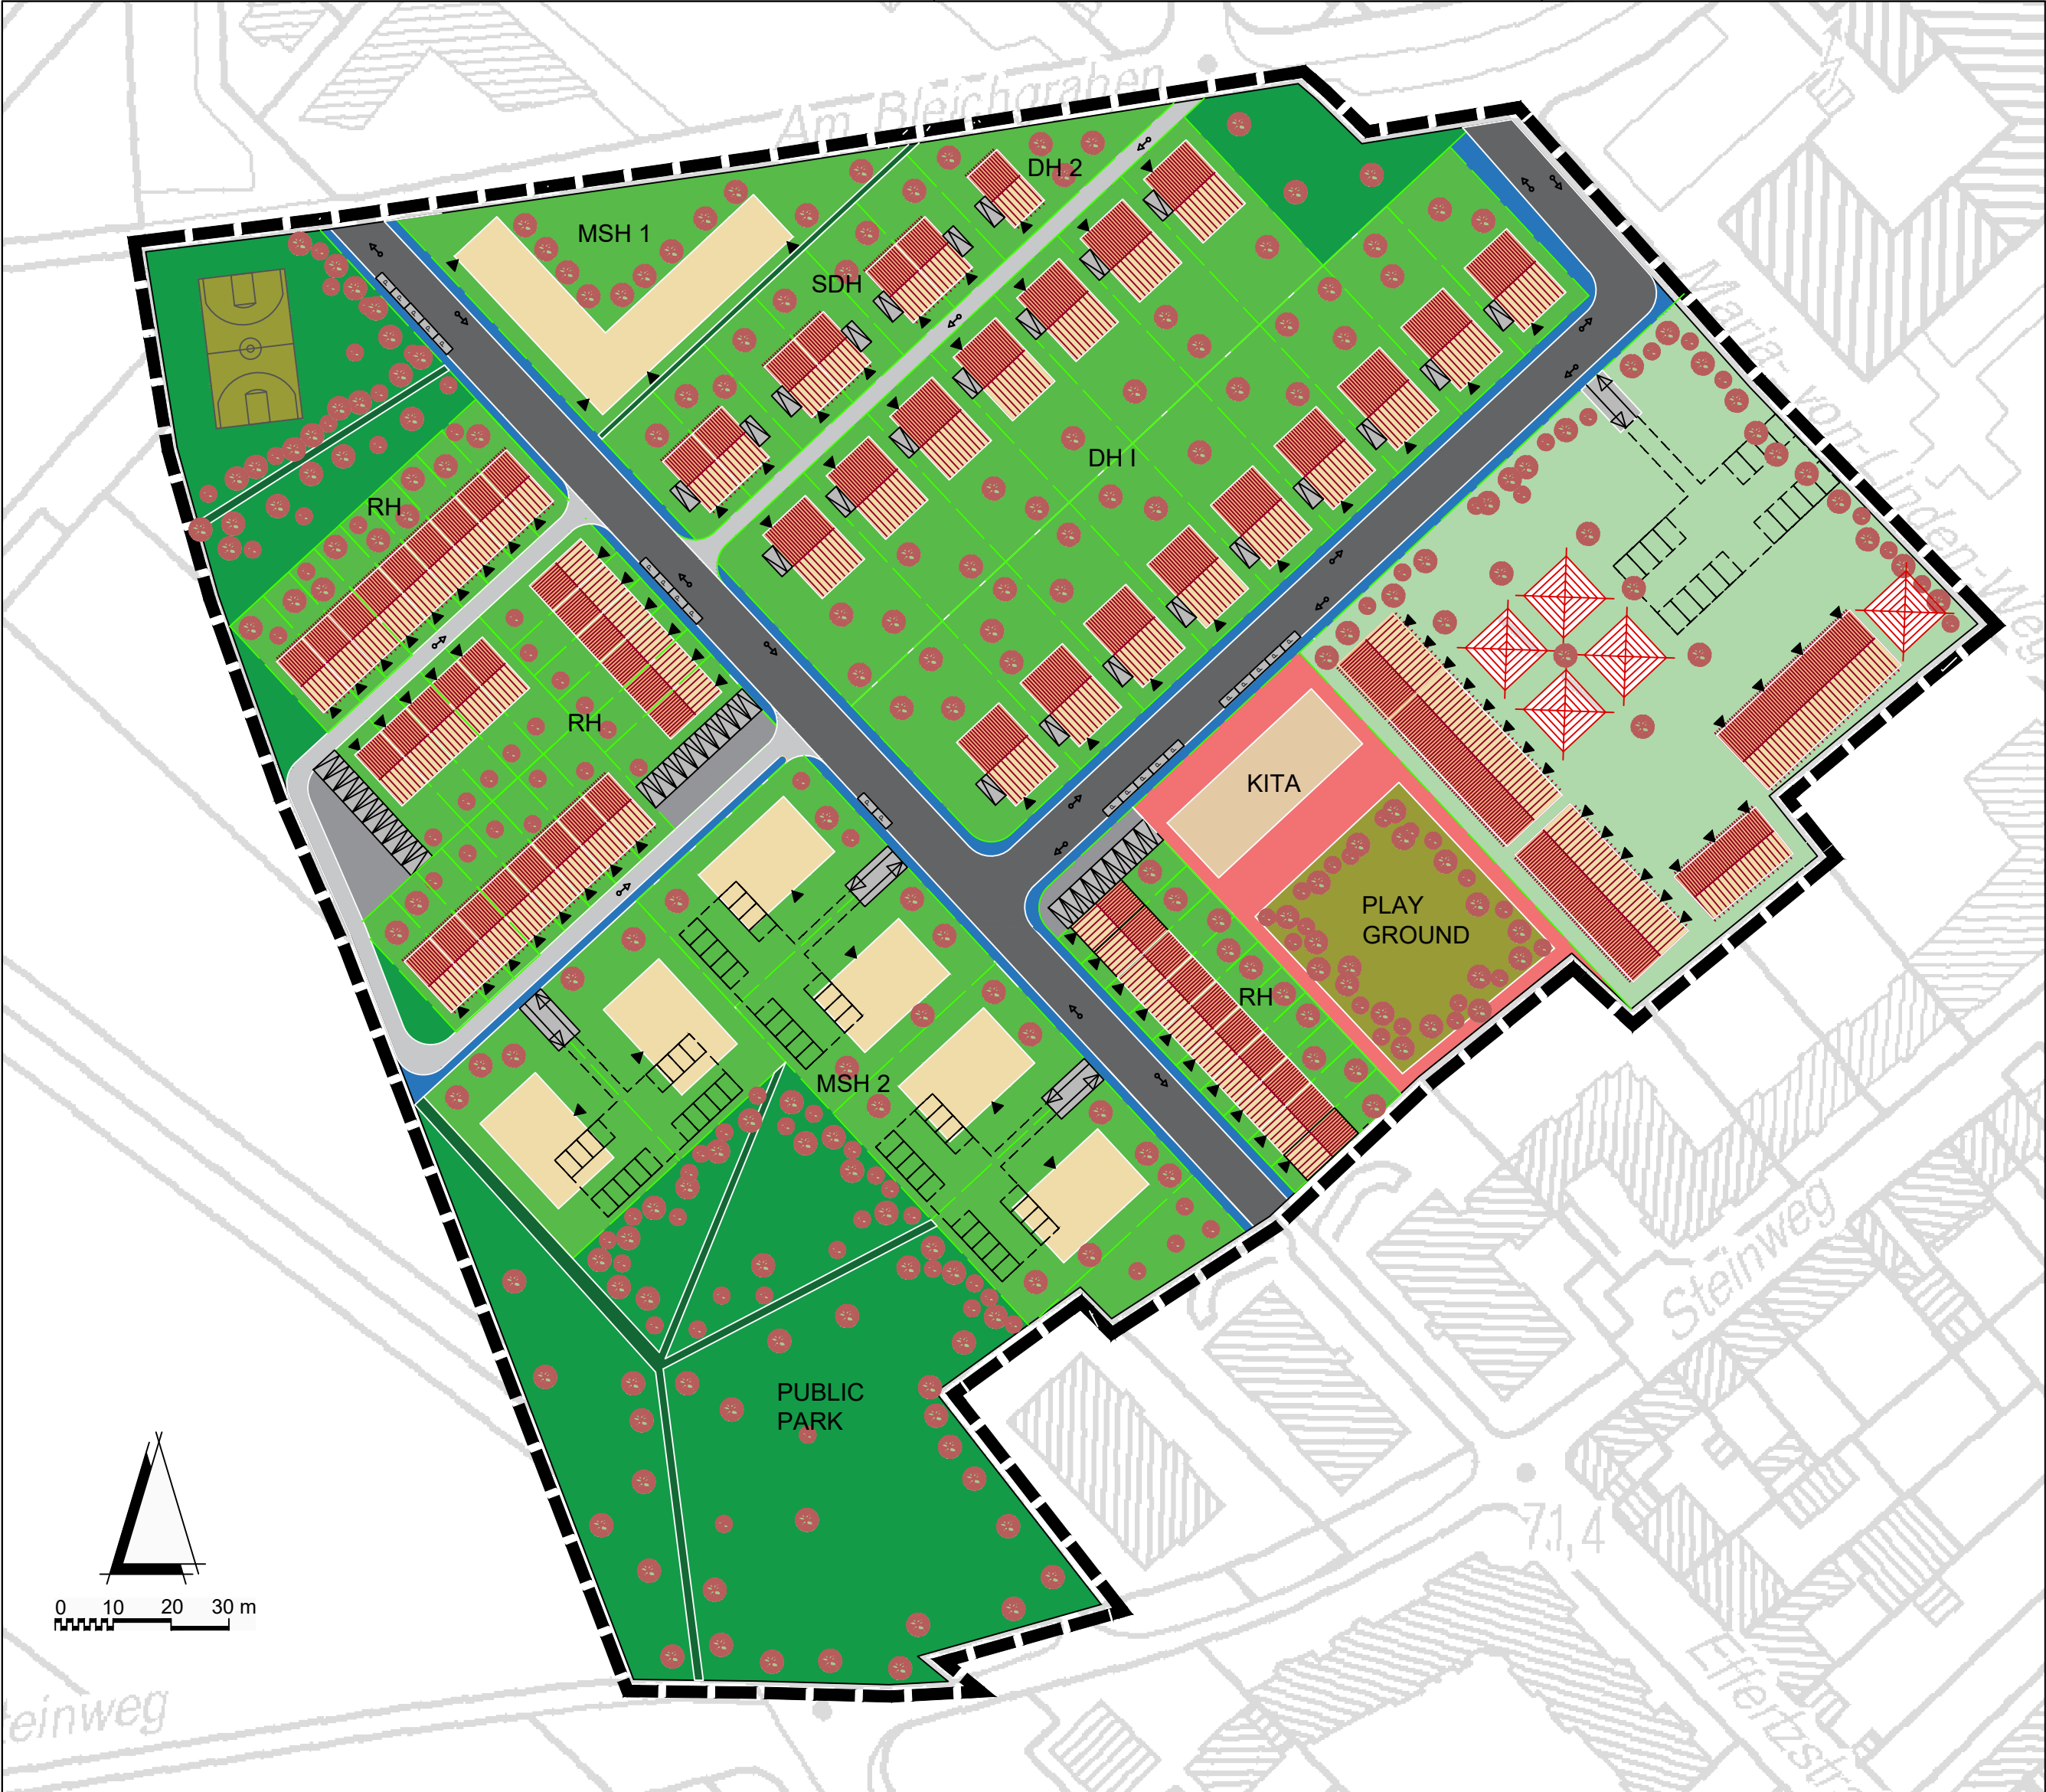 Am Bleichgraben
DH 2
MSH 1
SDH
Maria-von-Linden-Weg
DH I
RH
RH
KITA
PLAY
GROUND
RH
MSH 2
Steinweg
PUBLIC
PARK
71,4
0 10 20 30 m
teinweg
Effertzstr